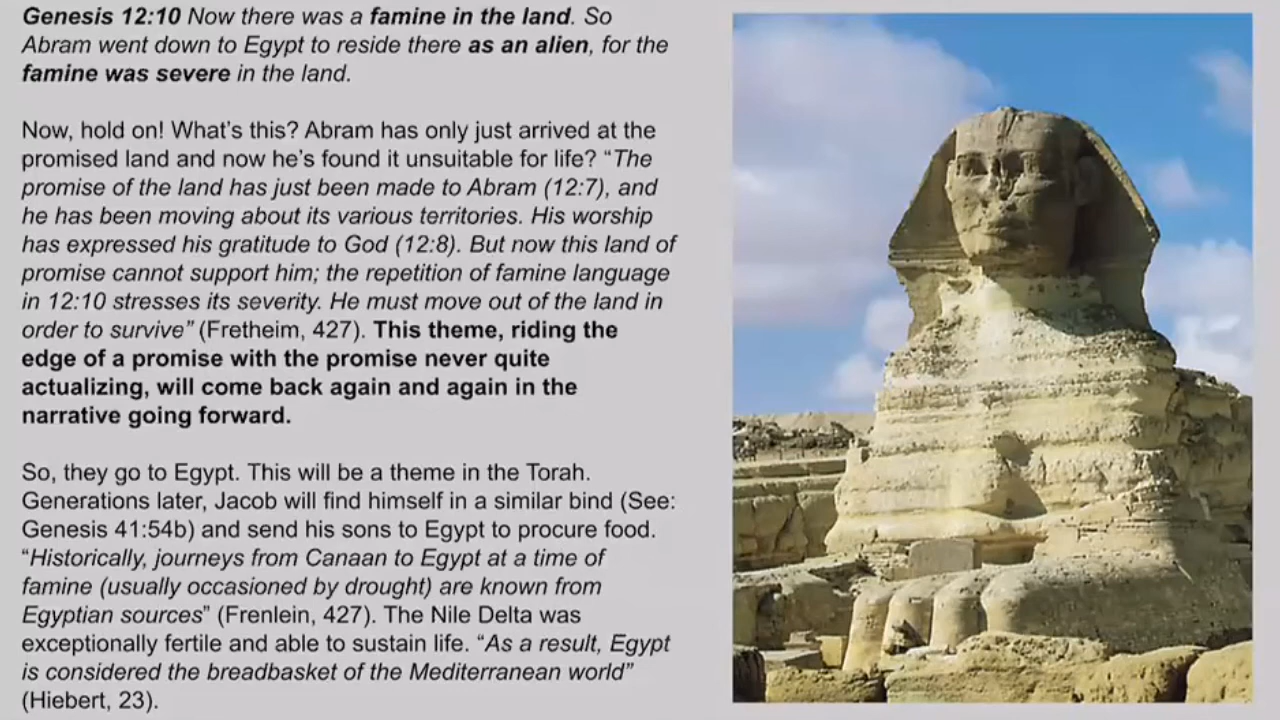 Genesis 12:10 Now there was a famine in the land. So
Abram went down to Egypt to reside there as an alien, for the
famine was severe in the land.
Now, hold on! What's this? Abram has only just arrived at the
promised land and now he's found it unsuitable for life? “The
promise of the land has just been made to Abram (12:7), and
he has been moving about its various territories. His worship
has expressed his gratitude to God (12:8). But now this land of
promise cannot support him; the repetition of famine language
in 12:10 stresses its severity. He must move out of the land in
order to survive” (Fretheim, 427). This theme, riding the
edge of a promise with the promise never quite
actualizing, will come back again and again in the
narrative going forward.
So, they go to Egypt. This will be a theme in the Torah.
Generations later, Jacob will find himself in a similar bind (See:
Genesis 41:54b) and send his sons to Egypt to procure food.
“Historically, journeys from Canaan to Egypt at a time of
famine (usually occasioned by drought) are known from
Egyptian sources” (Frenlein, 427). The Nile Delta was
exceptionally fertile and able to sustain life. “As a result, Egypt
is considered the breadbasket of the Mediterranean world”
(Hiebert, 23).